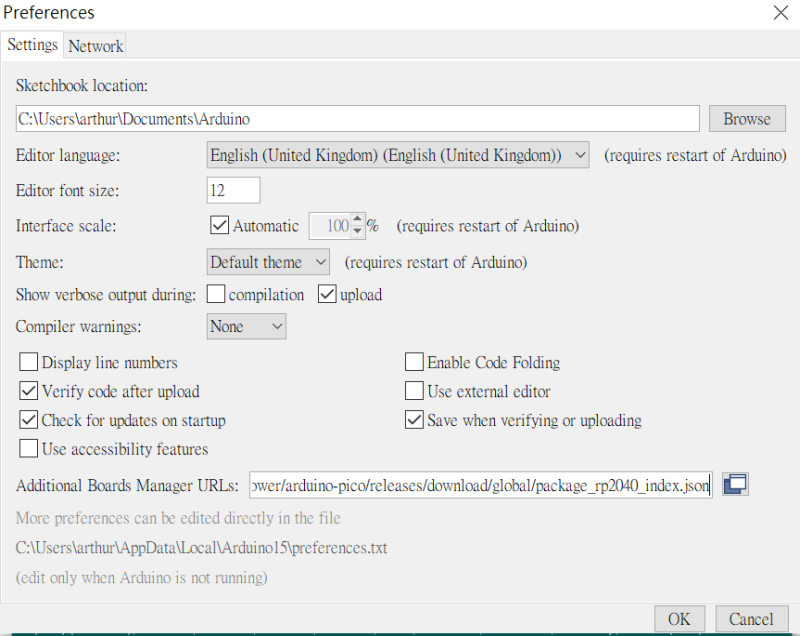 Preferences
Settings Network
Sketchbook location:
C:\Users\arthur\Documents\Arduino Browse
Editor language: English (United Kingdom) (English (United Kingdom)) (requires restart of Arduino)
Editor font size: 12
Interface scale: Automatic 100 % (requires restart of Arduino)
Theme: Default theme (requires restart of Arduino)
Show verbose output during: compilation upload
Compiler warnings: None
Display line numbers Enable Code Folding
Verify code after upload Use external editor
Check for updates on startup Save when verifying or uploading
Use accessibility features
Additional Boards Manager URLs: ower/arduino-pico/releases/download/global/package_rp2040_index.json
More preferences can be edited directly in the file
C:\Users\arthur\AppData\Local\Arduino15\preferences.txt
(edit only when Arduino is not running)
OK Cancel